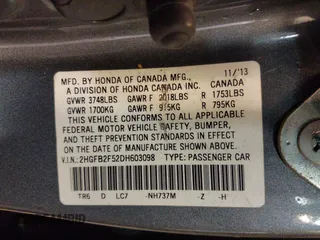 MFD. BY HONDA OF CANADA MFG., 11/'13
A DIVISION OF HONDA CANADA INC. CANADA
GVWR 3748LBS GAWR F 2018LBS R 1753LBS
GVWR 1700KG GAWR F 915KG R 795KG
THIS VEHICLE CONFORMS TO ALL APPLICABLE
FEDERAL MOTOR VEHICLE SAFETY, BUMPER,
AND THEFT PREVENTION STANDARDS IN EFFECT
ON THE DATE OF MANUFACTURE SHOWN ABOVE.
V.I.N.: 2HGFB2F52DH603098 TYPE: PASSENGER CAR
TR6 D LC7 -NH737M -Z -H